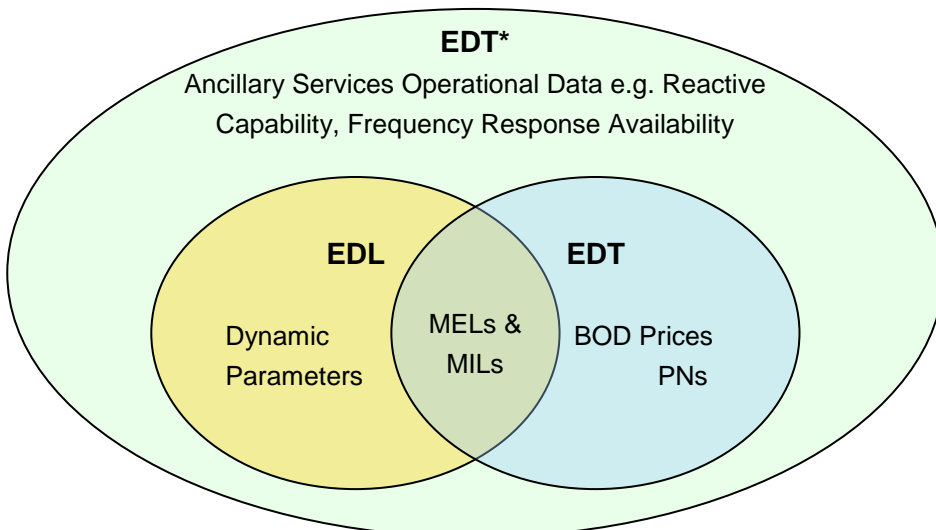 EDT*
Ancillary Services Operational Data e.g. Reactive
Capability, Frequency Response Availability
EDL
EDT
Dynamic
Parameters
MELs &
MILs
BOD Prices
PNs